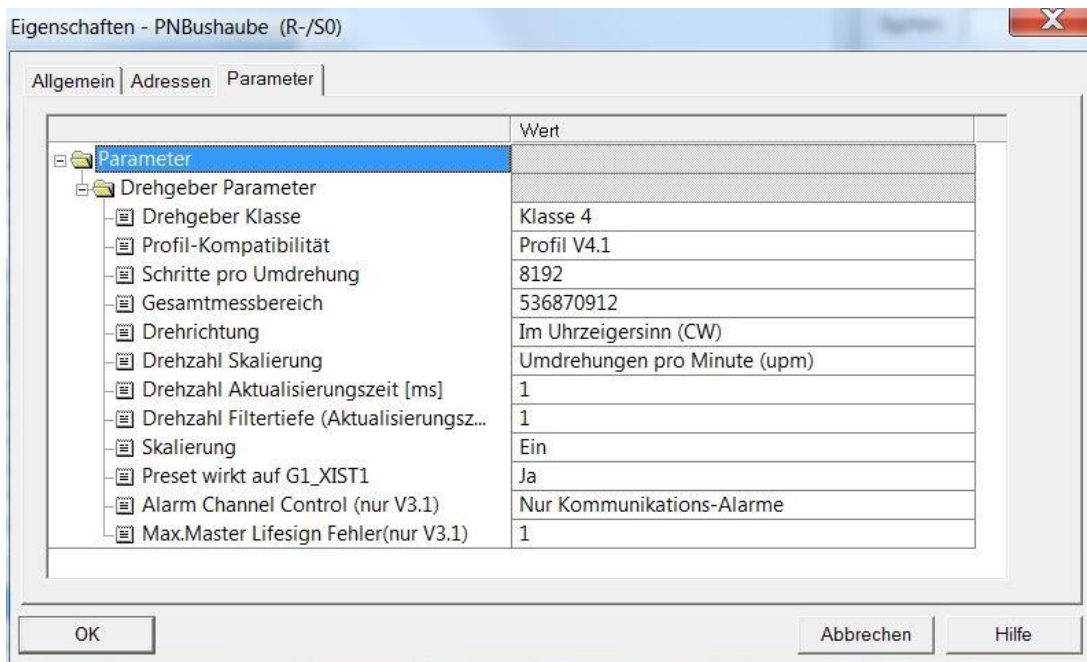 Eigenschaften - PNBushaube (R-/S0)
Allgemein Adressen Parameter
Wert
Parameter
Drehgeber Parameter
Drehgeber Klasse Klasse 4
Profil-Kompatibilität Profil V4.1
Schritte pro Umdrehung 8192
Gesamtmessbereich 536870912
Drehrichtung Im Uhrzeigersinn (CW)
Drehzahl Skalierung Umdrehungen pro Minute (upm)
Drehzahl Aktualisierungszeit [ms] 1
Drehzahl Filtertiefe (Aktualisierungsz... 1
Skalierung Ein
Preset wirkt auf G1_XIST1 Ja
Alarm Channel Control (nur V3.1) Nur Kommunikations-Alarme
Max.Master Lifesign Fehler(nur V3.1) 1
OK Abbrechen Hilfe